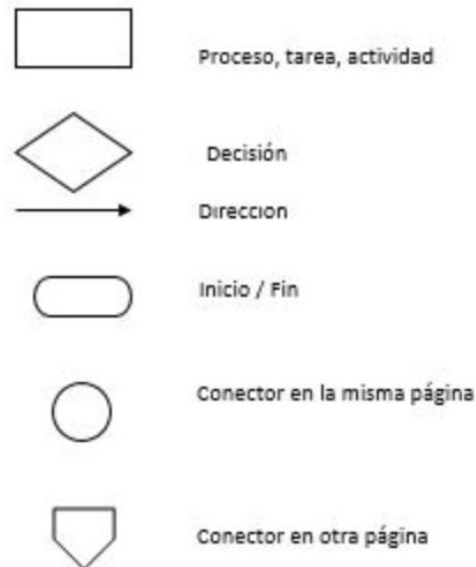 Proceso, tarea, actividad
Decisión
Direccion
Inicio / Fin
Conector en la misma página
Conector en otra página